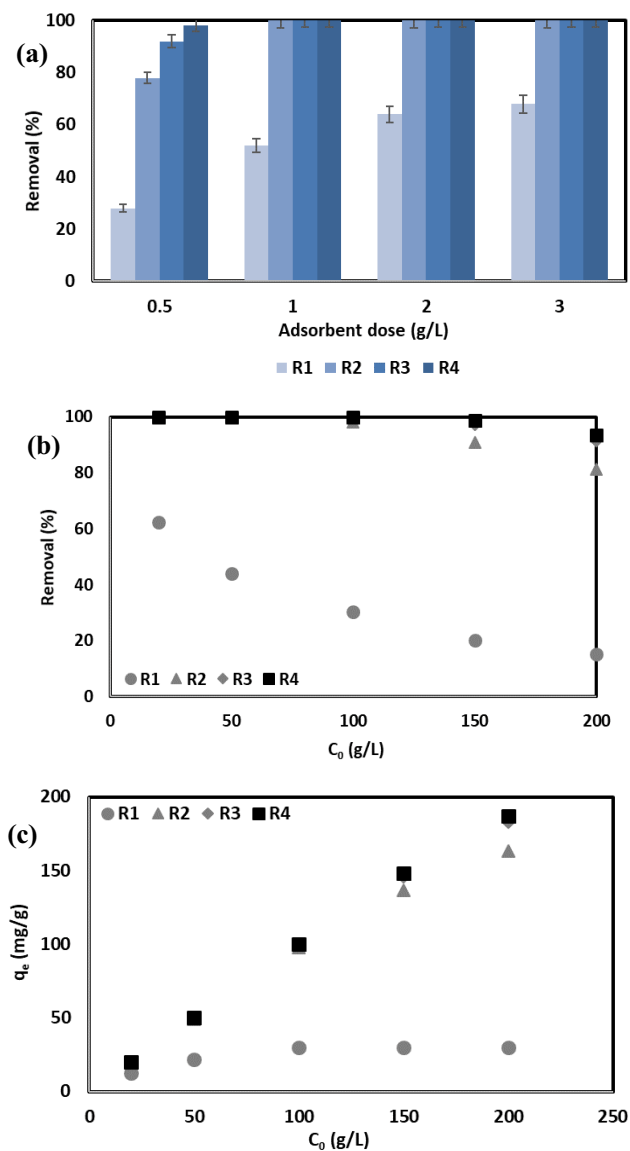 (a)
100
80
60
40
20
0
Removal (%)
0.5 1 2 3
Adsorbent dose (g/L)
R1 R2 R3 R4
(b)
100
80
60
40
20
0
Removal (%)
R1 R2 R3 R4
0 50 100 150 200
C₀ (g/L)
(c)
200
150
100
50
0
qₑ (mg/g)
R1 R2 R3 R4
0 50 100 150 200 250
C₀ (g/L)